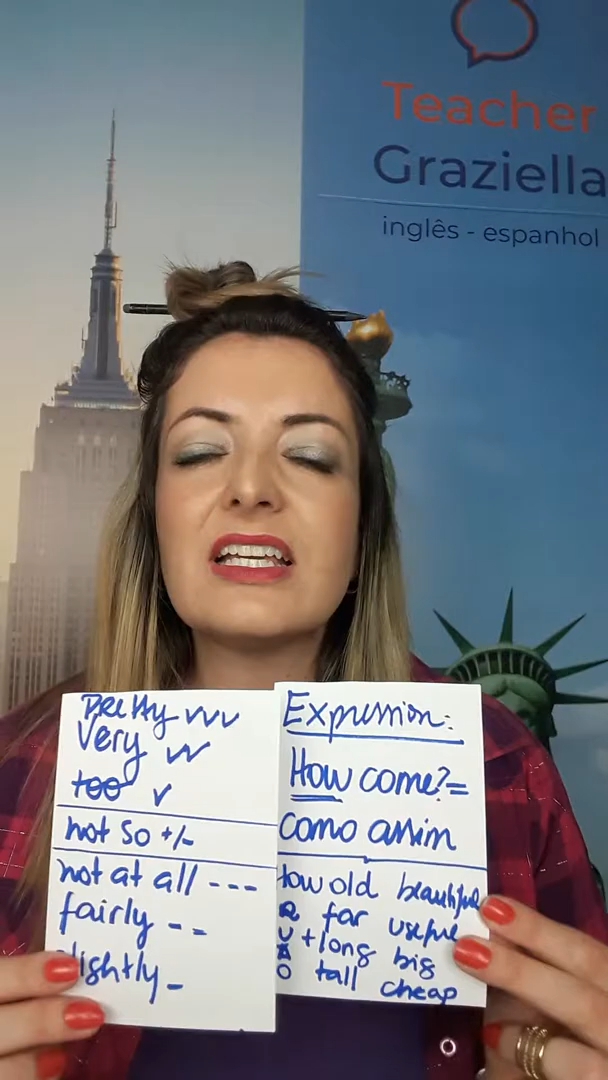 Teacher
Graziella
inglês - espanhol
Pretty ✓✓✓
Very ✓✓
too ✓
not so +/-
not at all ---
fairly --
slightly -
Expression:
How come?=
como assim
How old beautiful
far useful
+ long big
tall cheap